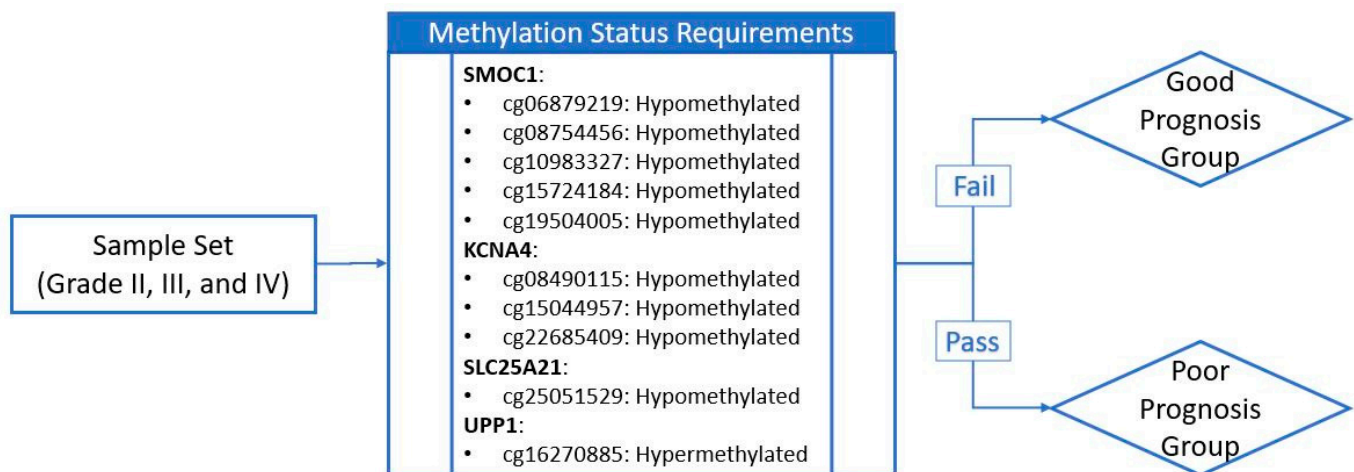 Methylation Status Requirements
SMOC1:
• cg06879219: Hypomethylated
• cg08754456: Hypomethylated
• cg10983327: Hypomethylated
• cg15724184: Hypomethylated
• cg19504005: Hypomethylated
KCNA4:
• cg08490115: Hypomethylated
• cg15044957: Hypomethylated
• cg22685409: Hypomethylated
SLC25A21:
• cg25051529: Hypomethylated
UPP1:
• cg16270885: Hypermethylated
Sample Set
(Grade II, III, and IV)
Fail
Good
Prognosis
Group
Pass
Poor
Prognosis
Group